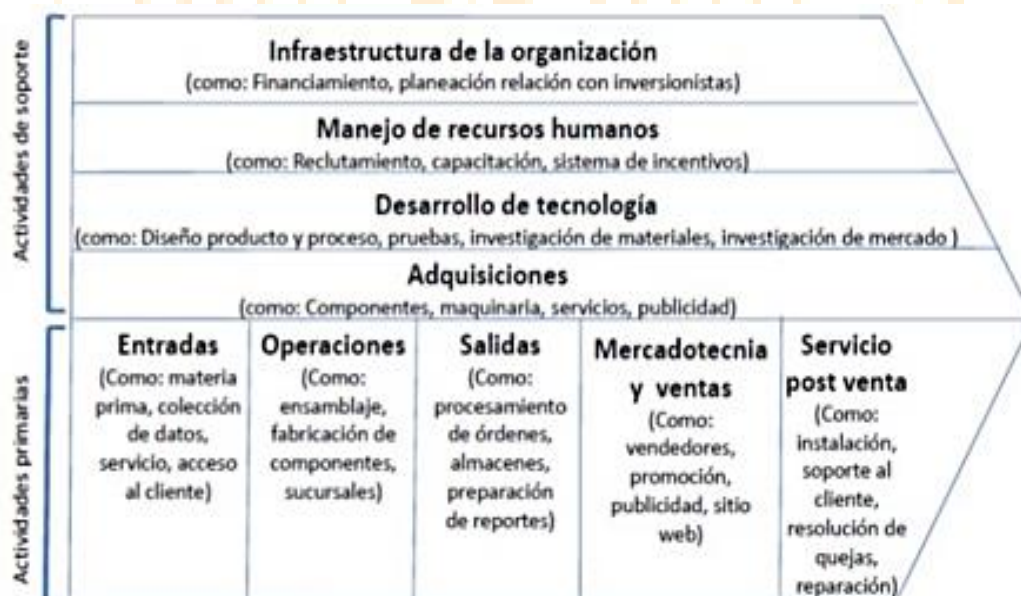 Actividades de soporte
Infraestructura de la organización
(como: Financiamiento, planeación relación con inversionistas)
Manejo de recursos humanos
(como: Reclutamiento, capacitación, sistema de incentivos)
Desarrollo de tecnología
(como: Diseño producto y proceso, pruebas, investigación de materiales, investigación de mercado )
Adquisiciones
(como: Componentes, maquinaria, servicios, publicidad)
Actividades primarias
Entradas
(Como: materia
prima, colección
de datos,
servicio, acceso
al cliente)
Operaciones
(Como:
ensamblaje,
fabricación de
componentes,
sucursales)
Salidas
(Como:
procesamiento
de órdenes,
almacenes,
preparación
de reportes)
Mercadotecnia
y ventas
(Como:
vendedores,
promoción,
publicidad, sitio
web)
Servicio
post venta
(Como:
instalación,
soporte al
cliente,
resolución de
quejas,
reparación)